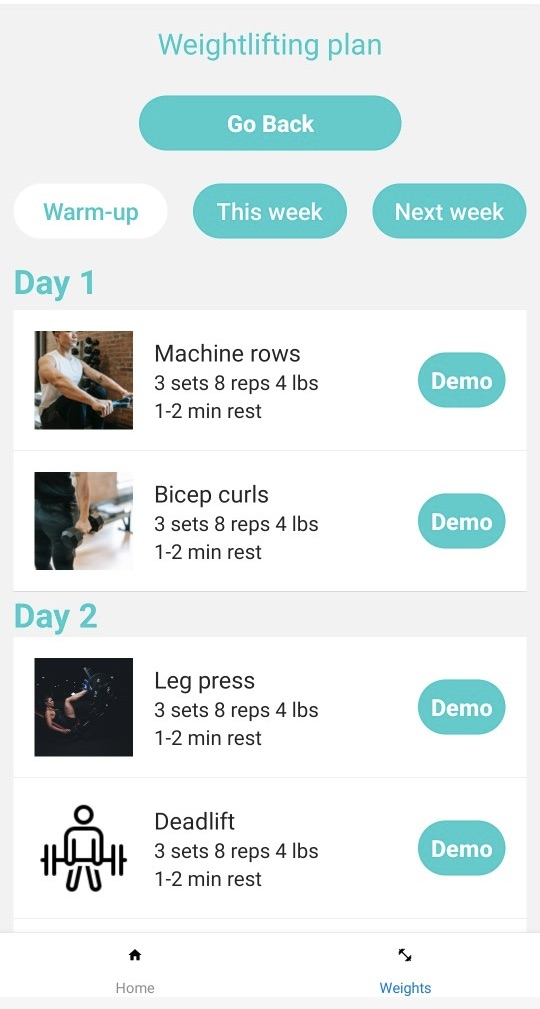 Weightlifting plan
Go Back
Warm-up This week Next week
Day 1
Machine rows
3 sets 8 reps 4 lbs
1-2 min rest
Demo
Bicep curls
3 sets 8 reps 4 lbs
1-2 min rest
Demo
Day 2
Leg press
3 sets 8 reps 4 lbs
1-2 min rest
Demo
Deadlift
3 sets 8 reps 4 lbs
1-2 min rest
Demo
Home Weights